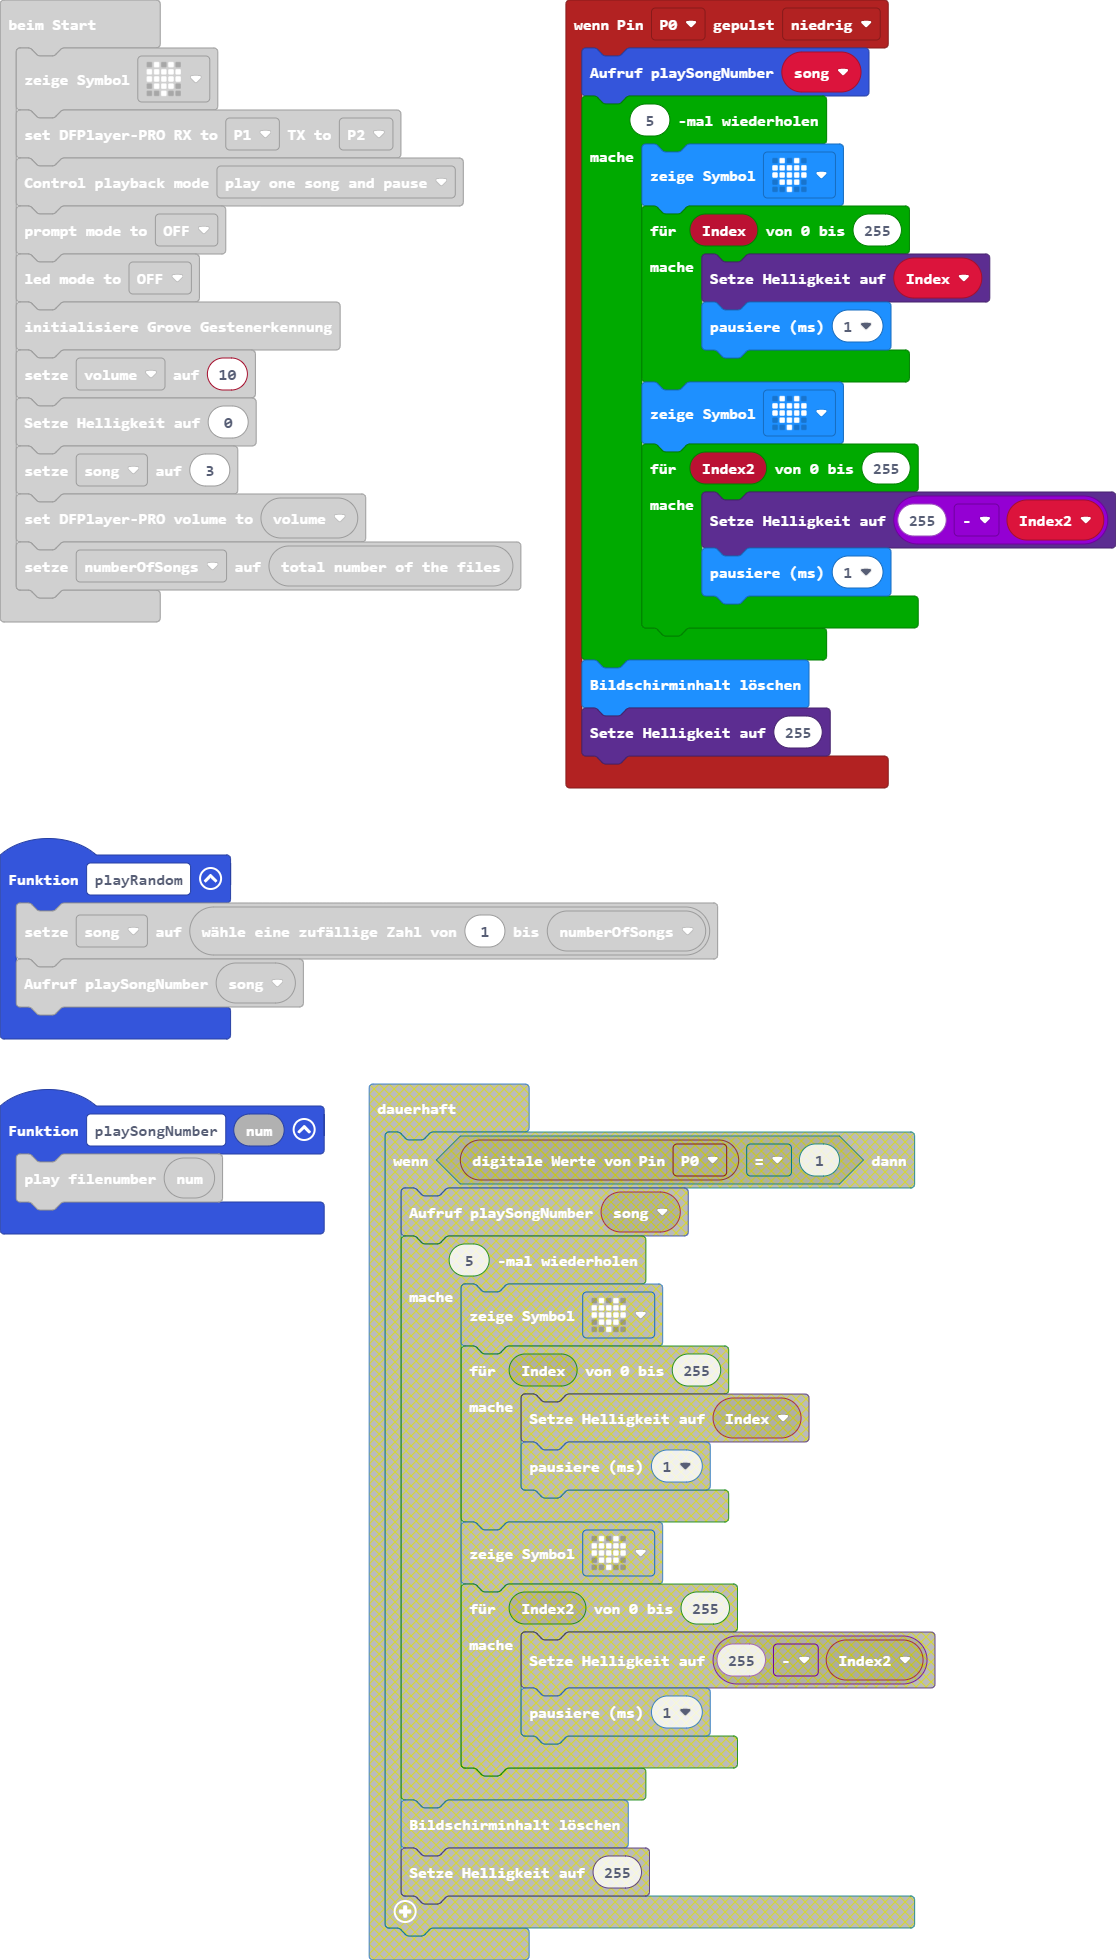 beim Start
zeige Symbol
set DFPlayer-PRO RX to P1 TX to P2
Control playback mode play one song and pause
prompt mode to OFF
led mode to OFF
initialisiere Grove Gestenerkennung
setze volume auf 10
Setze Helligkeit auf 0
setze song auf 3
set DFPlayer-PRO volume to volume
setze numberOfSongs auf total number of the files
wenn Pin P0 gepulst niedrig
Aufruf playSongNumber song
5 -mal wiederholen
mache
zeige Symbol
für Index von 0 bis 255
mache
Setze Helligkeit auf Index
pausiere (ms) 1
zeige Symbol
für Index2 von 0 bis 255
mache
Setze Helligkeit auf 255 - Index2
pausiere (ms) 1
Bildschirminhalt löschen
Setze Helligkeit auf 255
Funktion playRandom
setze song auf wähle eine zufällige Zahl von 1 bis numberOfSongs
Aufruf playSongNumber song
Funktion playSongNumber num
play filenumber num
dauerhaft
wenn digitale Werte von Pin P0 = 1 dann
Aufruf playSongNumber song
5 -mal wiederholen
mache
zeige Symbol
für Index von 0 bis 255
mache
Setze Helligkeit auf Index
pausiere (ms) 1
zeige Symbol
für Index2 von 0 bis 255
mache
Setze Helligkeit auf 255 - Index2
pausiere (ms) 1
Bildschirminhalt löschen
Setze Helligkeit auf 255